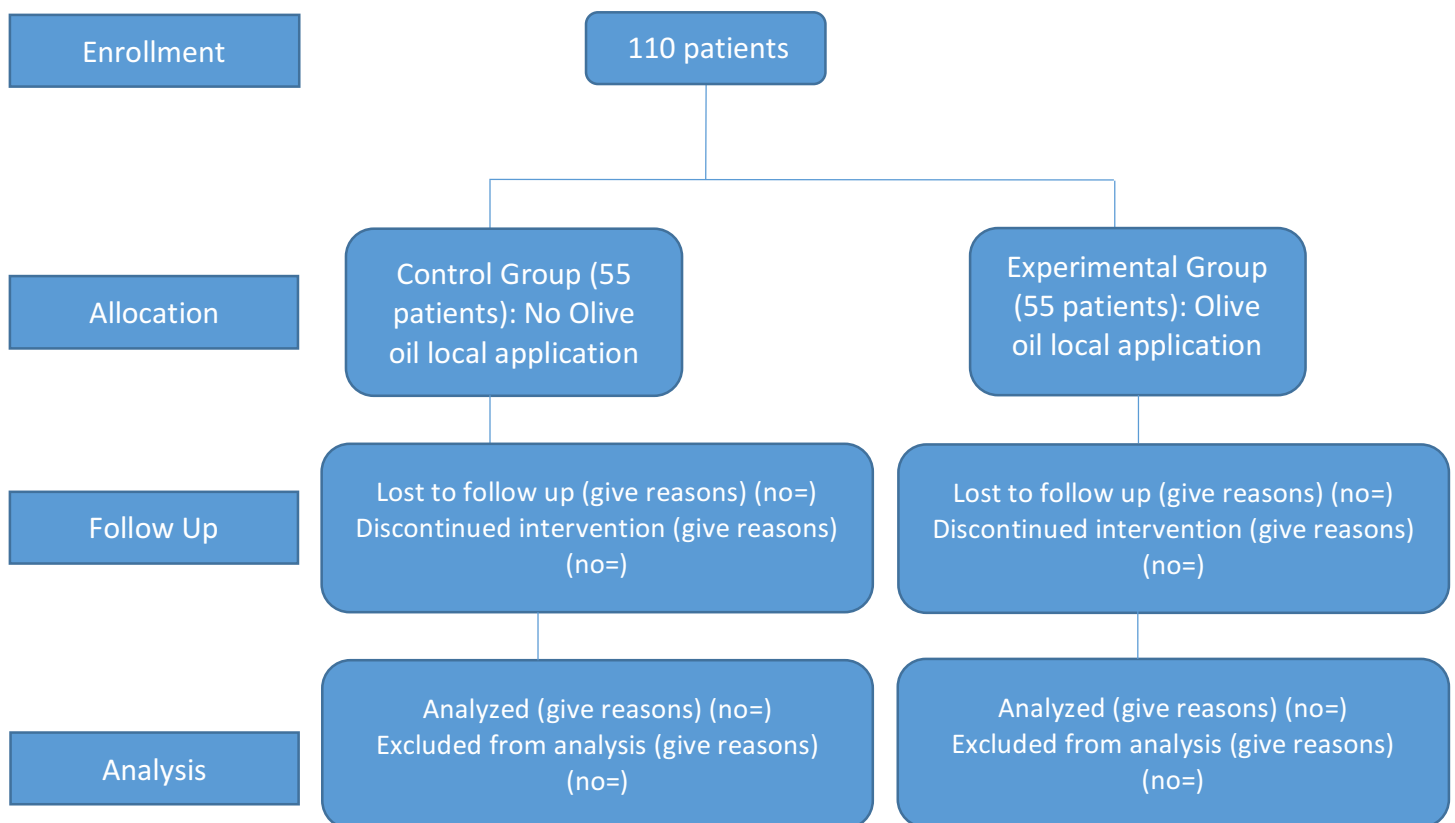 Enrollment
110 patients
Allocation
Control Group (55
patients): No Olive
oil local application
Experimental Group
(55 patients): Olive
oil local application
Follow Up
Lost to follow up (give reasons) (no=)
Discontinued intervention (give reasons)
(no=)
Lost to follow up (give reasons) (no=)
Discontinued intervention (give reasons)
(no=)
Analysis
Analyzed (give reasons) (no=)
Excluded from analysis (give reasons)
(no=)
Analyzed (give reasons) (no=)
Excluded from analysis (give reasons)
(no=)